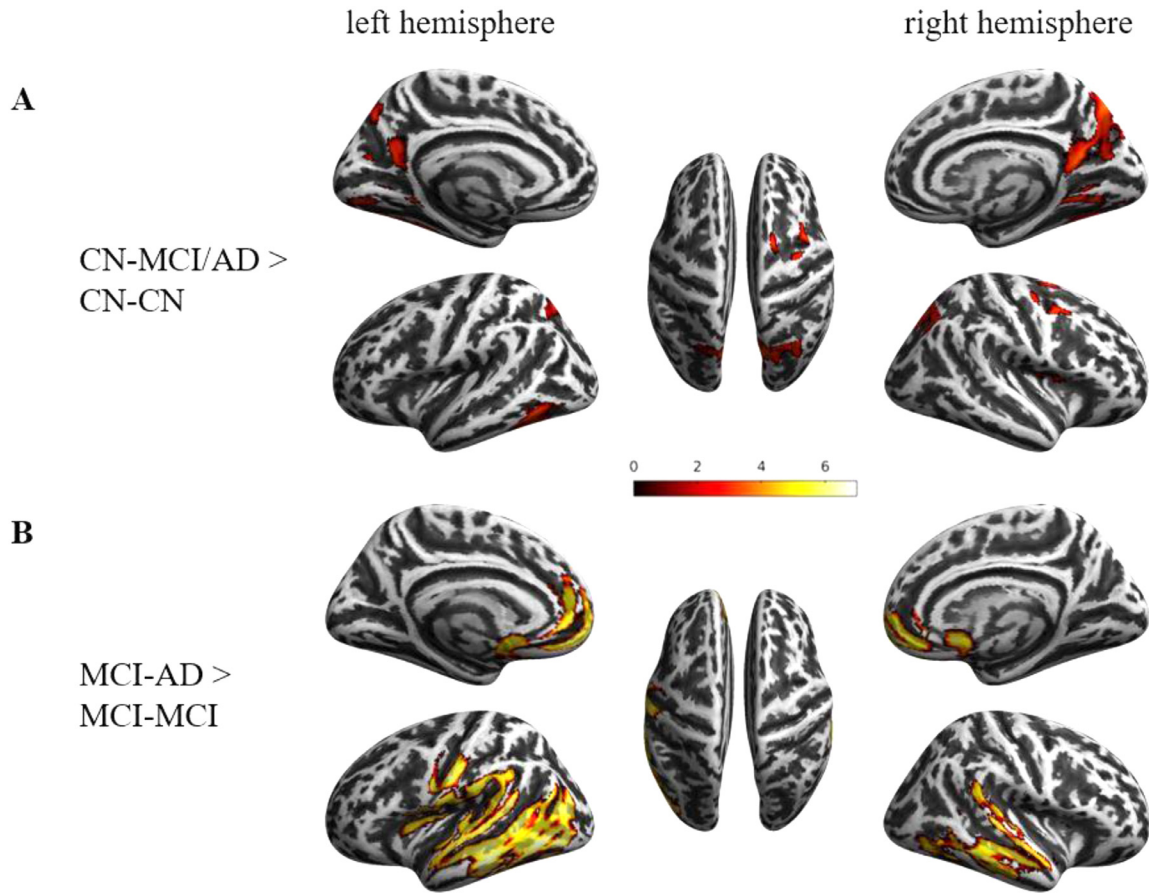 left hemisphere
right hemisphere
A
CN-MCI/AD >
CN-CN
0 2 4 6
B
MCI-AD >
MCI-MCI